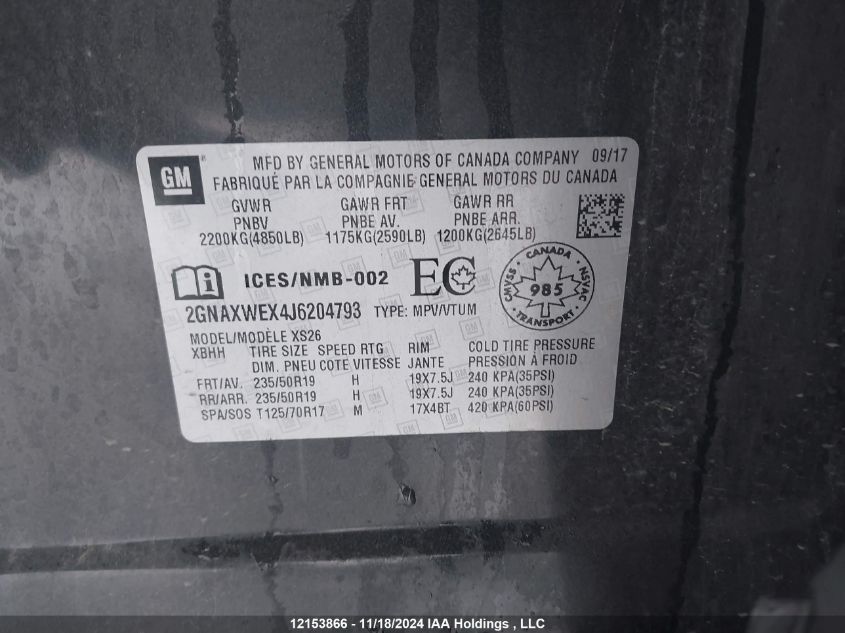 GM
MFD BY GENERAL MOTORS OF CANADA COMPANY 09/17
FABRIQUÉ PAR LA COMPAGNIE GENERAL MOTORS DU CANADA
GVWR GAWR FRT GAWR RR
PNBV PNBE AV. PNBE ARR.
2200KG(4850LB) 1175KG(2590LB) 1200KG(2645LB)
ICES/NMB-002 EC
CANADA CMVSS NSVAC 985 TRANSPORT
2GNAXWEX4J6204793 TYPE: MPV/VTUM
MODEL/MODÈLE XS26
XBHH TIRE SIZE SPEED RTG RIM COLD TIRE PRESSURE
DIM. PNEU COTE VITESSE JANTE PRESSION À FROID
FRT/AV. 235/50R19 H 19X7.5J 240 KPA(35PSI)
RR/ARR. 235/50R19 H 19X7.5J 240 KPA(35PSI)
SPA/SOS T125/70R17 M 17X4BT 420 KPA(60PSI)
12153866 - 11/18/2024 IAA Holdings , LLC